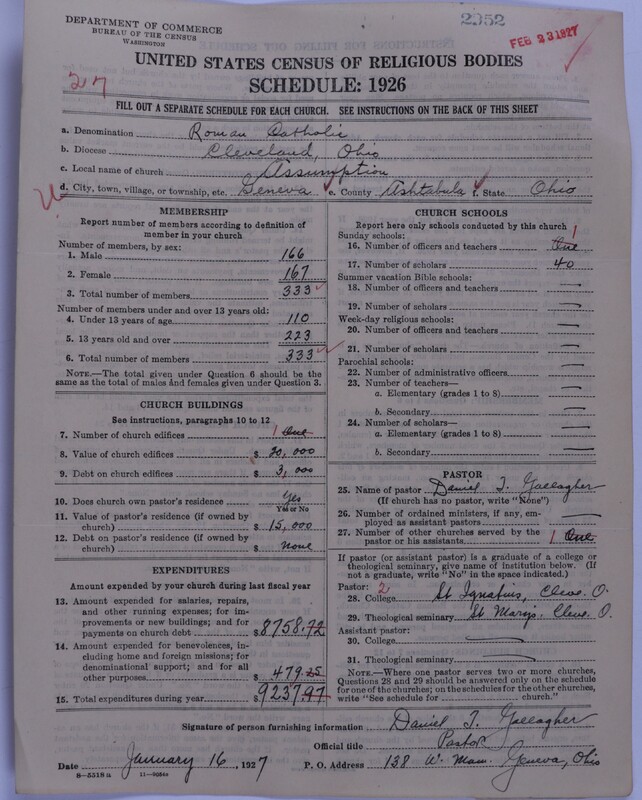 DEPARTMENT OF COMMERCE
BUREAU OF THE CENSUS
WASHINGTON
2952
FEB 23 1927
UNITED STATES CENSUS OF RELIGIOUS BODIES
SCHEDULE: 1926
27
FILL OUT A SEPARATE SCHEDULE FOR EACH CHURCH. SEE INSTRUCTIONS ON THE BACK OF THIS SHEET
a. Denomination Roman Catholic
b. Diocese Cleveland, Ohio
c. Local name of church Assumption
d. City, town, village, or township, etc. Geneva e. County Ashtabula f. State Ohio
MEMBERSHIP
Report number of members according to definition of
member in your church
Number of members, by sex:
1. Male 166
2. Female 167
3. Total number of members 333
Number of members under and over 13 years old:
4. Under 13 years of age 110
5. 13 years old and over 223
6. Total number of members 333
NOTE.—The total given under Question 6 should be
same as the total of males and females given under Question 3.
CHURCH BUILDINGS
See instructions, paragraphs 10 to 12
7. Number of church edifices 1 One
8. Value of church edifices $ 20,000
9. Debt on church edifices $ 3,000
10. Does church own pastor's residence Yes
Yes or No
11. Value of pastor's residence (if owned by
church) $ 15,000
12. Debt on pastor's residence (if owned by
church) $ None
EXPENDITURES
Amount expended by your church during last fiscal year
13. Amount expended for salaries, repairs,
and other running expenses; for im-
provements or new buildings; and for
payments on church debt $ 8758.72
14. Amount expended for benevolences, in-
cluding home and foreign missions; for
denominational support; and for all
other purposes $ 479.25
15. Total expenditures during year $ 9237.97
CHURCH SCHOOLS
Report here only schools conducted by this church
Sunday schools: 1
16. Number of officers and teachers One
17. Number of scholars 40
Summer vacation Bible schools:
18. Number of officers and teachers —
19. Number of scholars —
Week-day religious schools:
20. Number of officers and teachers —
21. Number of scholars —
Parochial schools:
22. Number of administrative officers —
23. Number of teachers—
a. Elementary (grades 1 to 8) —
b. Secondary —
24. Number of scholars—
a. Elementary (grades 1 to 8) —
b. Secondary —
PASTOR
25. Name of pastor Daniel T. Gallagher
(If church has no pastor, write "None")
26. Number of ordained ministers, if any, em-
ployed as assistant pastors —
27. Number of other churches served by the
pastor or his assistants 1 One
If pastor (or assistant pastor) is a graduate of a college or
theological seminary, give name of institution below. (If
not a graduate, write "No" in the space indicated.)
Pastor: 2
28. College St Ignatius, Cleve. O.
29. Theological seminary St Marys. Cleve O.
Assistant pastor:
30. College —
31. Theological seminary —
NOTE.—Where one pastor serves two or more churches,
Questions 28 and 29 should be answered only on the schedule
for one of the churches; on the schedules for the other churches,
write "See schedule for church."
Signature of person furnishing information Daniel T. Gallagher
Official title Pastor
Date January 16, 1927 P. O. Address 138 W. Main. Geneva, Ohio
8—5518 a